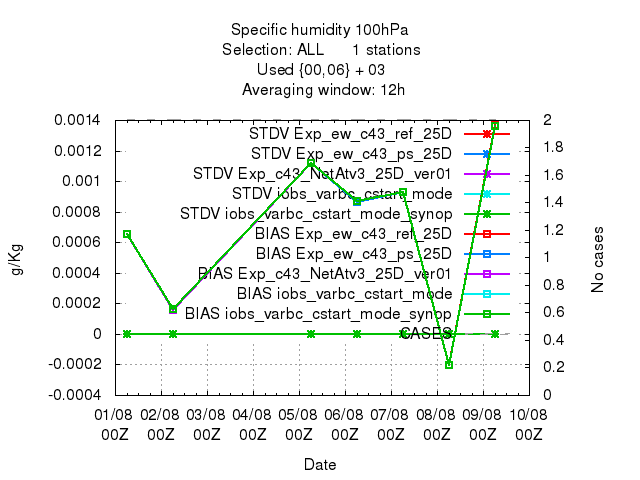 Specific humidity 100hPa
Selection: ALL 1 stations
Used {00,06} + 03
Averaging window: 12h
0.0014
0.0012
0.001
0.0008
0.0006
0.0004
0.0002
0
-0.0002
-0.0004
g/Kg
STDV Exp_ew_c43_ref_25D
STDV Exp_ew_c43_ps_25D
STDV Exp_c43_NetAtv3_25D_ver01
STDV iobs_varbc_cstart_mode
STDV iobs_varbc_cstart_mode_synop
BIAS Exp_ew_c43_ref_25D
BIAS Exp_ew_c43_ps_25D
BIAS Exp_c43_NetAtv3_25D_ver01
BIAS iobs_varbc_cstart_mode
BIAS iobs_varbc_cstart_mode_synop
CASES
2
1.8
1.6
1.4
1.2
1
0.8
0.6
0.4
0.2
0
No cases
01/08 02/08 03/08 04/08 05/08 06/08 07/08 08/08 09/08 10/08
00Z 00Z 00Z 00Z 00Z 00Z 00Z 00Z 00Z 00Z
Date